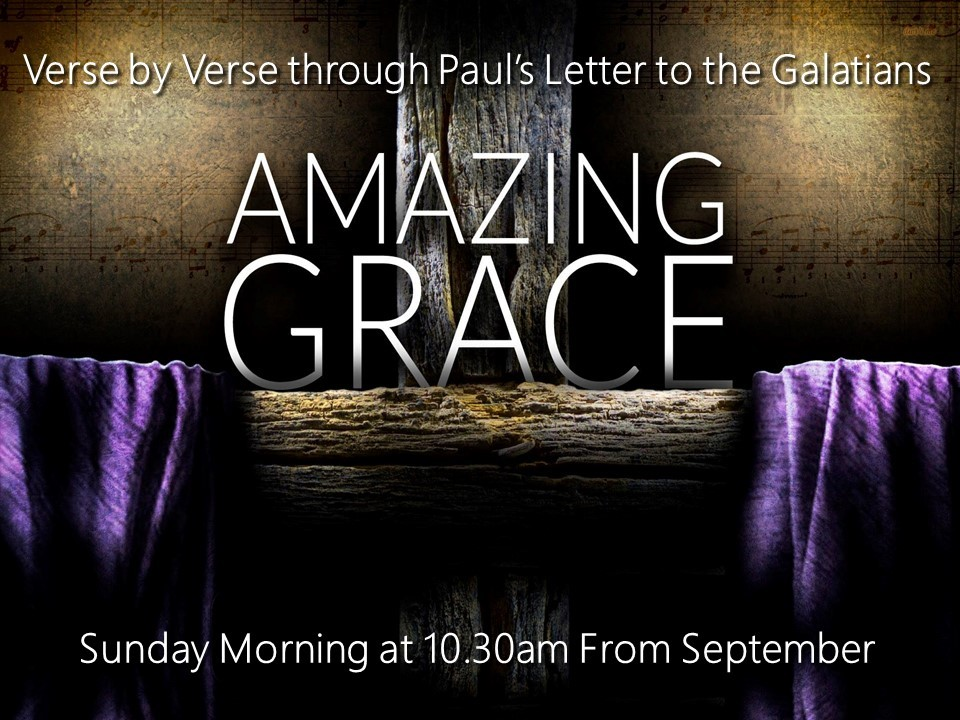 Verse by Verse through Paul’s Letter to the Galatians
AMAZING
GRACE
Sunday Morning at 10.30am From September